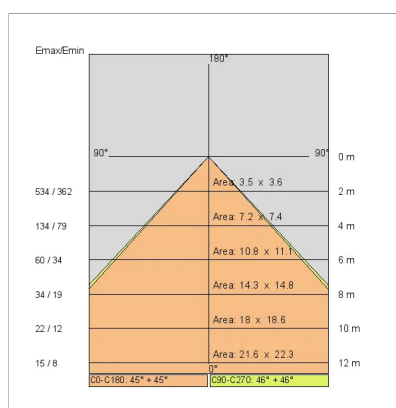 Emax/Emin
180°
90° 90° 0 m
Area: 3.5 x 3.6
534 / 362 2 m
Area: 7.2 x 7.4
134 / 79 4 m
Area: 10.8 x 11.1
60 / 34 6 m
Area: 14.3 x 14.8
34 / 19 8 m
Area: 18 x 18.6
22 / 12 10 m
Area: 21.6 x 22.3
15 / 8 12 m
0°
C0-C180: 45° + 45° C90-C270: 46° + 46°